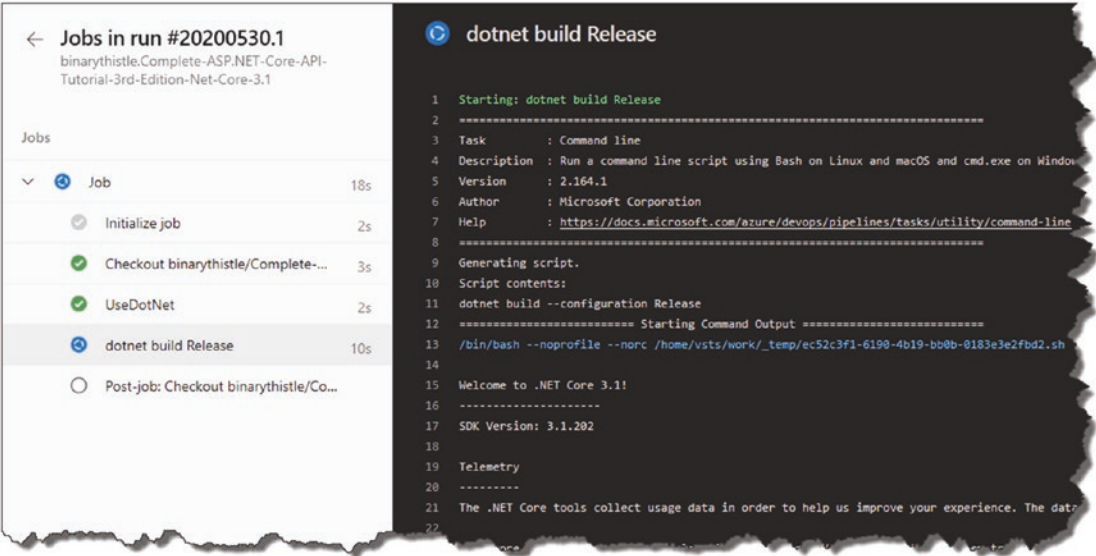 Jobs in run #20200530.1
binarythistle.Complete-ASP.NET-Core-API-
Tutorial-3rd-Edition-Net-Core-3.1
Jobs
Job 18s
Initialize job 2s
Checkout binarythistle/Complete-... 3s
UseDotNet 2s
dotnet build Release 10s
Post-job: Checkout binarythistle/Co...
dotnet build Release
1 Starting: dotnet build Release
2 ==============================================================================
3 Task : Command line
4 Description : Run a command line script using Bash on Linux and macOS and cmd.exe on Window
5 Version : 2.164.1
6 Author : Microsoft Corporation
7 Help : https://docs.microsoft.com/azure/devops/pipelines/tasks/utility/command-line
8 ==============================================================================
9 Generating script.
10 Script contents:
11 dotnet build --configuration Release
12 ========================== Starting Command Output ===========================
13 /bin/bash --noprofile --norc /home/vsts/work/_temp/ec52c3f1-6190-4b19-bb0b-0183e3e2fbd2.sh
14
15 Welcome to .NET Core 3.1!
16 ---------------------
17 SDK Version: 3.1.202
18
19 Telemetry
20 ---------
21 The .NET Core tools collect usage data in order to help us improve your experience. The data
22